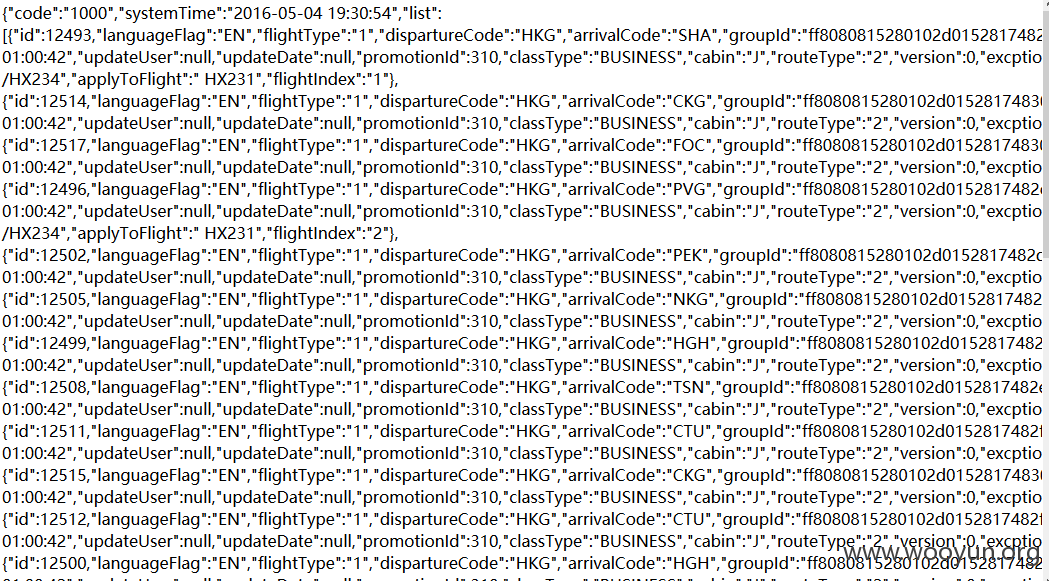 {"code":"1000","systemTime":"2016-05-04 19:30:54","list":
[{"id":12493,"languageFlag":"EN","flightType":"1","dispartureCode":"HKG","arrivalCode":"SHA","groupId":"ff8080815280102d0152817482
01:00:42","updateUser":null,"updateDate":null,"promotionId":310,"classType":"BUSINESS","cabin":"J","routeType":"2","version":0,"excptio
/HX234","applyToFlight":" HX231","flightIndex":"1"},
{"id":12514,"languageFlag":"EN","flightType":"1","dispartureCode":"HKG","arrivalCode":"CKG","groupId":"ff8080815280102d01528174830
01:00:42","updateUser":null,"updateDate":null,"promotionId":310,"classType":"BUSINESS","cabin":"J","routeType":"2","version":0,"excptio
{"id":12517,"languageFlag":"EN","flightType":"1","dispartureCode":"HKG","arrivalCode":"FOC","groupId":"ff8080815280102d01528174830
01:00:42","updateUser":null,"updateDate":null,"promotionId":310,"classType":"BUSINESS","cabin":"J","routeType":"2","version":0,"excptio
{"id":12496,"languageFlag":"EN","flightType":"1","dispartureCode":"HKG","arrivalCode":"PVG","groupId":"ff8080815280102d0152817482c
01:00:42","updateUser":null,"updateDate":null,"promotionId":310,"classType":"BUSINESS","cabin":"J","routeType":"2","version":0,"excptio
/HX234","applyToFlight":" HX231","flightIndex":"2"},
{"id":12502,"languageFlag":"EN","flightType":"1","dispartureCode":"HKG","arrivalCode":"PEK","groupId":"ff8080815280102d0152817482c
01:00:42","updateUser":null,"updateDate":null,"promotionId":310,"classType":"BUSINESS","cabin":"J","routeType":"2","version":0,"excptio
{"id":12505,"languageFlag":"EN","flightType":"1","dispartureCode":"HKG","arrivalCode":"NKG","groupId":"ff8080815280102d0152817482
01:00:42","updateUser":null,"updateDate":null,"promotionId":310,"classType":"BUSINESS","cabin":"J","routeType":"2","version":0,"excptio
{"id":12499,"languageFlag":"EN","flightType":"1","dispartureCode":"HKG","arrivalCode":"HGH","groupId":"ff8080815280102d0152817482
01:00:42","updateUser":null,"updateDate":null,"promotionId":310,"classType":"BUSINESS","cabin":"J","routeType":"2","version":0,"excptio
{"id":12508,"languageFlag":"EN","flightType":"1","dispartureCode":"HKG","arrivalCode":"TSN","groupId":"ff8080815280102d0152817482e
01:00:42","updateUser":null,"updateDate":null,"promotionId":310,"classType":"BUSINESS","cabin":"J","routeType":"2","version":0,"excptio
{"id":12511,"languageFlag":"EN","flightType":"1","dispartureCode":"HKG","arrivalCode":"CTU","groupId":"ff8080815280102d0152817482f
01:00:42","updateUser":null,"updateDate":null,"promotionId":310,"classType":"BUSINESS","cabin":"J","routeType":"2","version":0,"excptio
{"id":12515,"languageFlag":"EN","flightType":"1","dispartureCode":"HKG","arrivalCode":"CKG","groupId":"ff8080815280102d01528174830
01:00:42","updateUser":null,"updateDate":null,"promotionId":310,"classType":"BUSINESS","cabin":"J","routeType":"2","version":0,"excptio
{"id":12512,"languageFlag":"EN","flightType":"1","dispartureCode":"HKG","arrivalCode":"CTU","groupId":"ff8080815280102d0152817482f
01:00:42","updateUser":null,"updateDate":null,"promotionId":310,"classType":"BUSINESS","cabin":"J","routeType":"2","version":0,"excptio
www.wooyun.org
{"id":12500,"languageFlag":"EN","flightType":"1","dispartureCode":"HKG","arrivalCode":"HGH","groupId":"ff8080815280102d0152817482